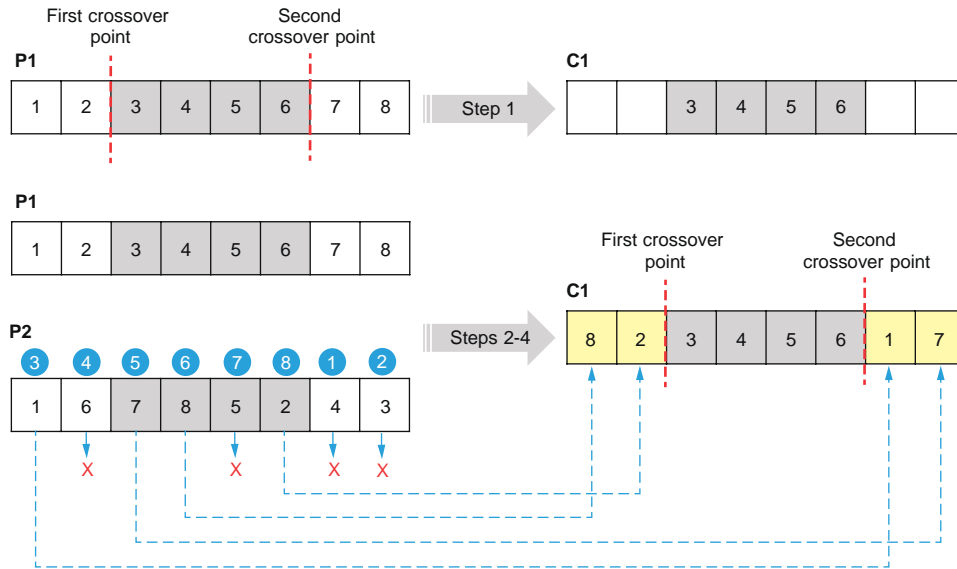 First crossover
point
Second
crossover point
P1
1 2 3 4 5 6 7 8
Step 1
C1
3 4 5 6
P1
1 2 3 4 5 6 7 8
First crossover
point
Second
crossover point
P2
3 4 5 6 7 8 1 2
1 6 7 8 5 2 4 3
X X X X
Steps 2-4
C1
8 2 3 4 5 6 1 7